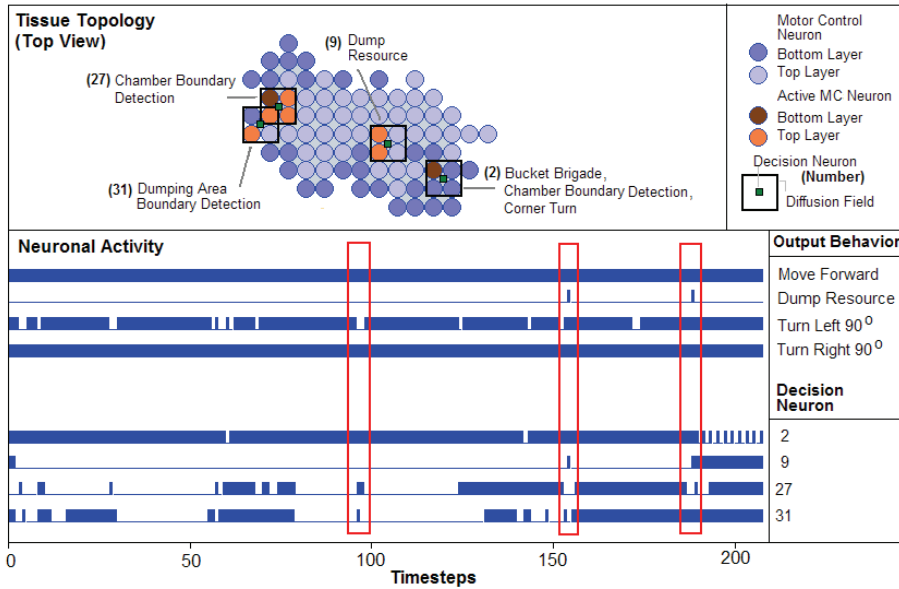 Tissue Topology
(Top View)
(9) Dump
Resource
(27) Chamber Boundary
Detection
(31) Dumping Area
Boundary Detection
(2) Bucket Brigade,
Chamber Boundary Detection,
Corner Turn
Motor Control
Neuron
Bottom Layer
Top Layer
Active MC Neuron
Bottom Layer
Top Layer
Decision Neuron
(Number)
Diffusion Field
Neuronal Activity
Output Behavior
Move Forward
Dump Resource
Turn Left 90o
Turn Right 90o
Decision
Neuron
2
9
27
31
0 50 100 150 200
Timesteps